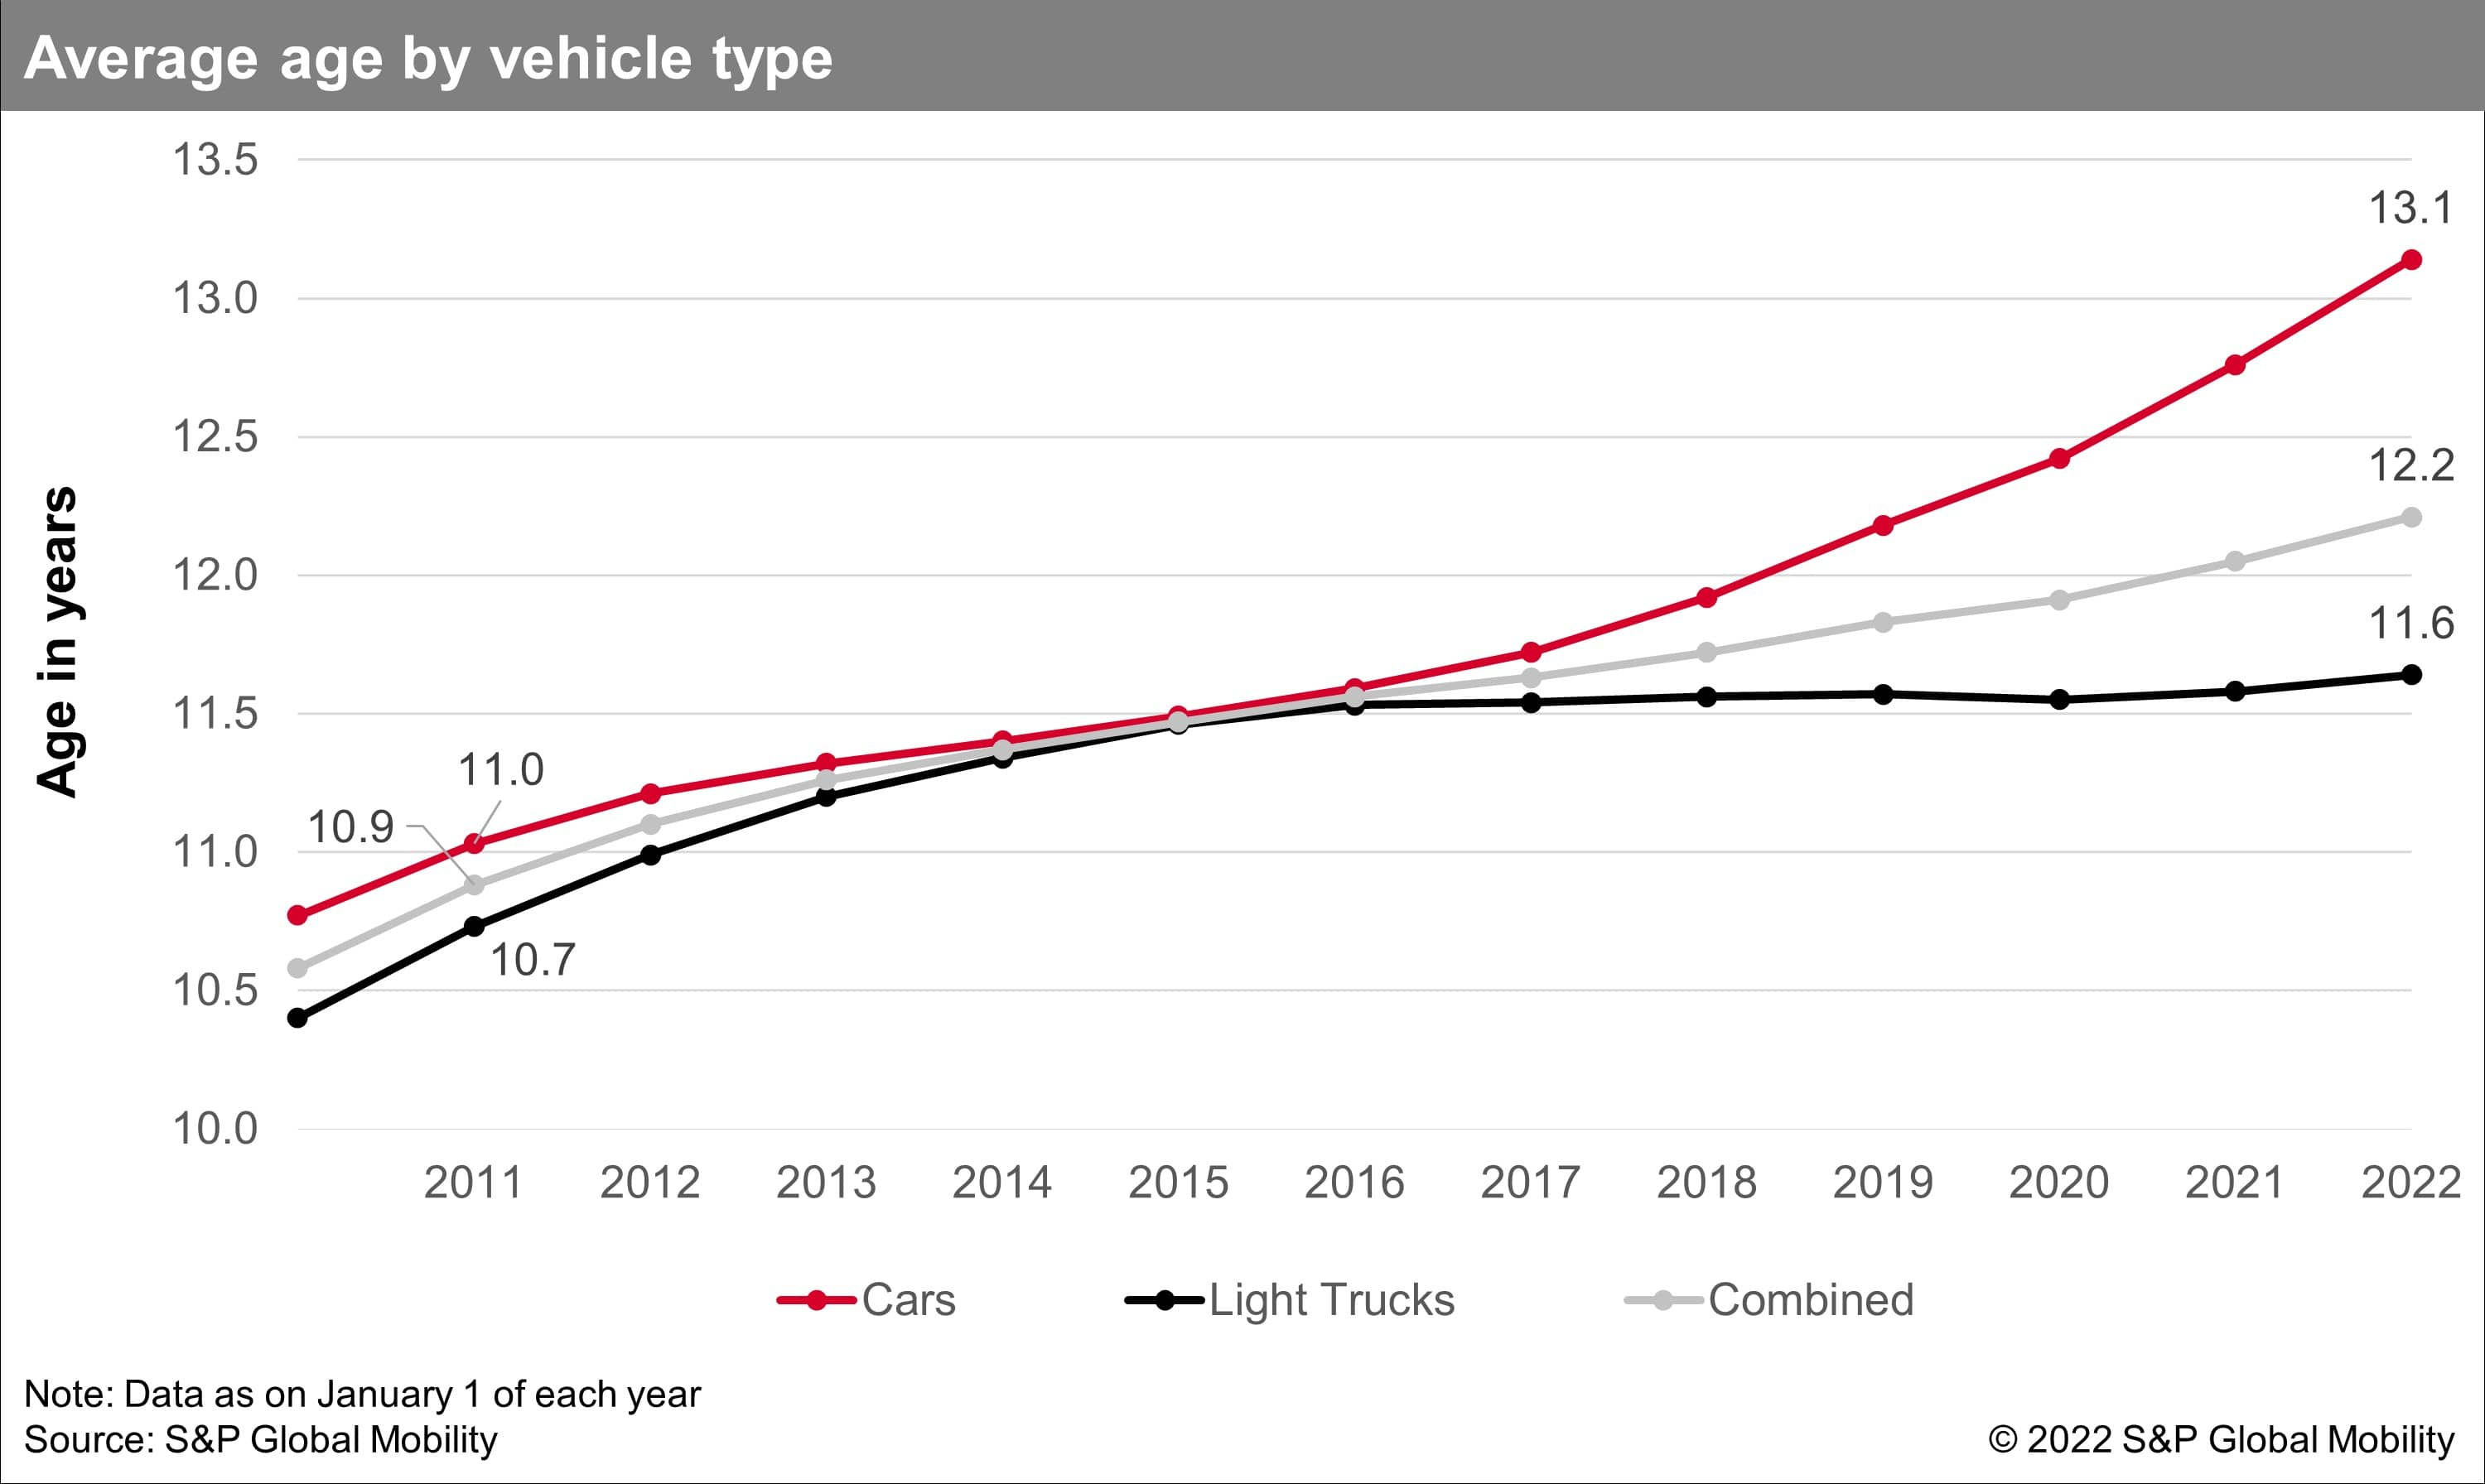 Average age by vehicle type
13.5
13.1
13.0
12.5
12.2
12.0
11.6
11.5
11.0
10.9
11.0
10.7
10.5
10.0
Age in years
2011 2012 2013 2014 2015 2016 2017 2018 2019 2020 2021 2022
Cars Light Trucks Combined
Note: Data as on January 1 of each year
Source: S&P Global Mobility
© 2022 S&P Global Mobility